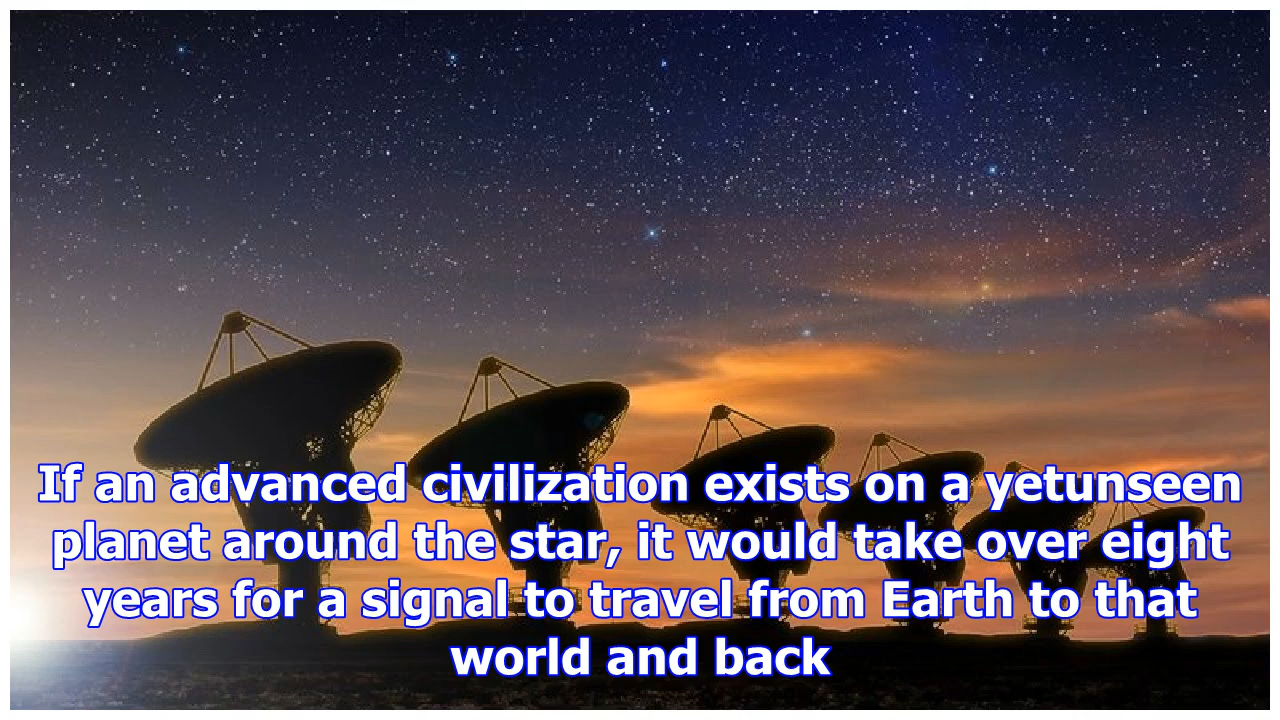 If an advanced civilization exists on a yetunseen
planet around the star, it would take over eight
years for a signal to travel from Earth to that
world and back